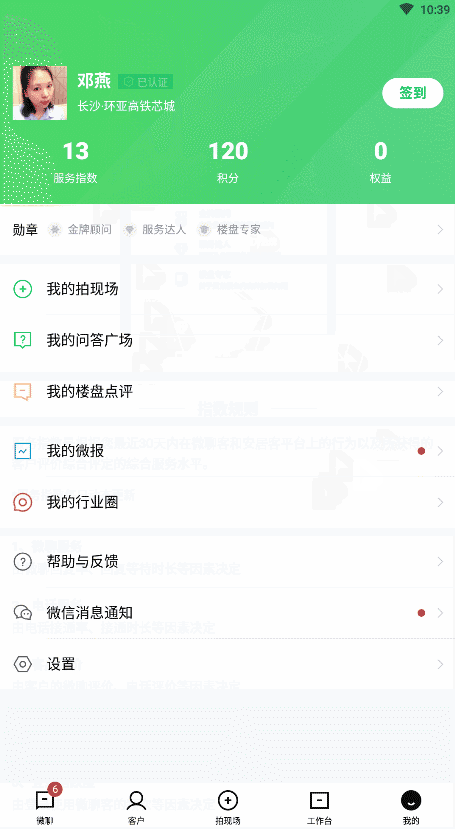 10:39
邓燕 已认证
长沙·环亚高铁芯城
签到
13 120 0
服务指数 积分 权益
勋章 金牌顾问 服务达人 楼盘专家
我的拍现场
我的问答广场
我的楼盘点评
我的微报
我的行业圈
帮助与反馈
微信消息通知
设置
6
微聊 客户 拍现场 工作台 我的